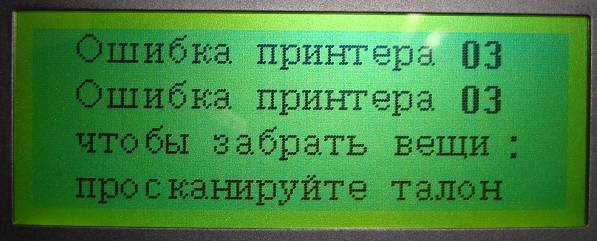 Ошибка принтера 03
Ошибка принтера 03
чтобы забрать вещи :
просканируйте талон